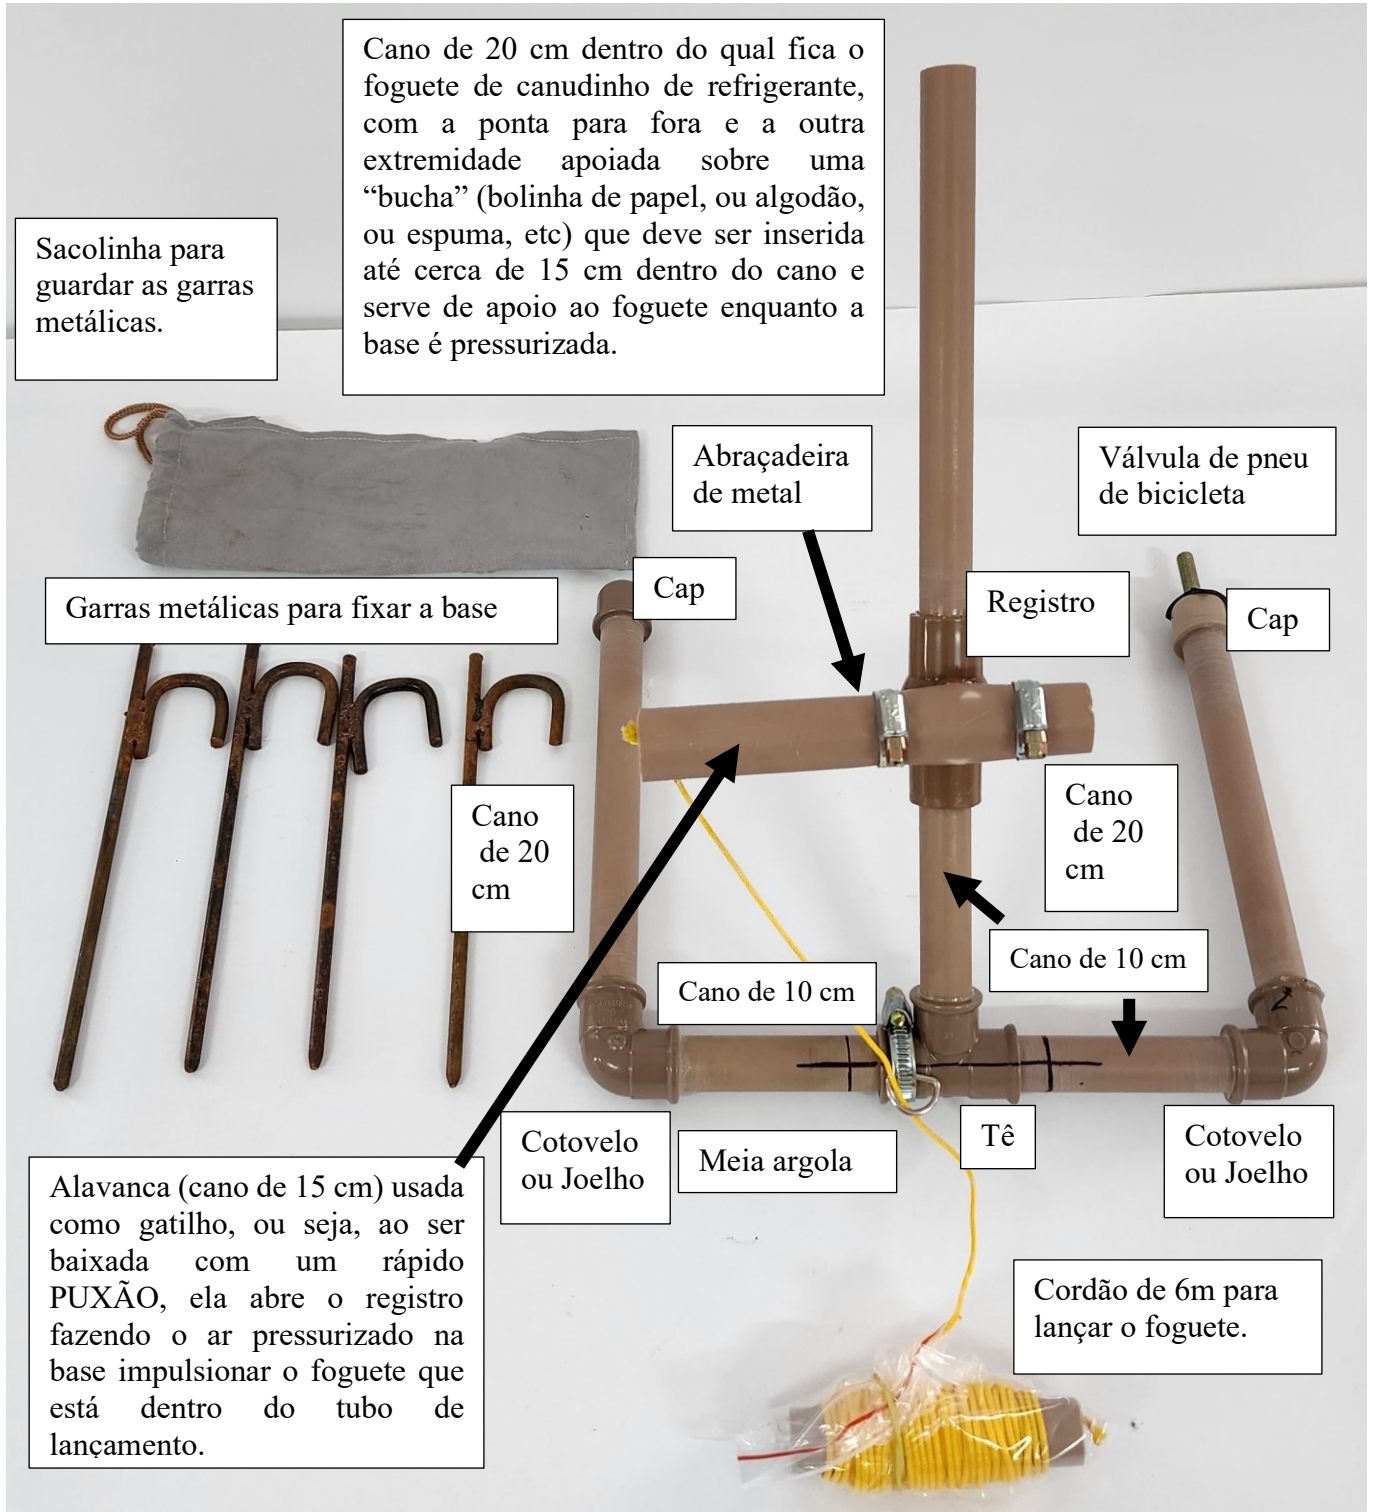 Cano de 20 cm dentro do qual fica o
foguete de canudinho de refrigerante,
com a ponta para fora e a outra
extremidade apoiada sobre uma
“bucha” (bolinha de papel, ou algodão,
ou espuma, etc) que deve ser inserida
até cerca de 15 cm dentro do cano e
serve de apoio ao foguete enquanto a
base é pressurizada.
Sacolinha para
guardar as garras
metálicas.
Abraçadeira
de metal
Válvula de pneu
de bicicleta
Cap
Registro
Cap
Garras metálicas para fixar a base
Cano
de 20
cm
Cano
de 20
cm
Cano de 10 cm
Cano de 10 cm
Cotovelo
ou Joelho
Meia argola
Tê
Cotovelo
ou Joelho
Alavanca (cano de 15 cm) usada
como gatilho, ou seja, ao ser
baixada com um rápido
PUXÃO, ela abre o registro
fazendo o ar pressurizado na
base impulsionar o foguete que
está dentro do tubo de
lançamento.
Cordão de 6m para
lançar o foguete.